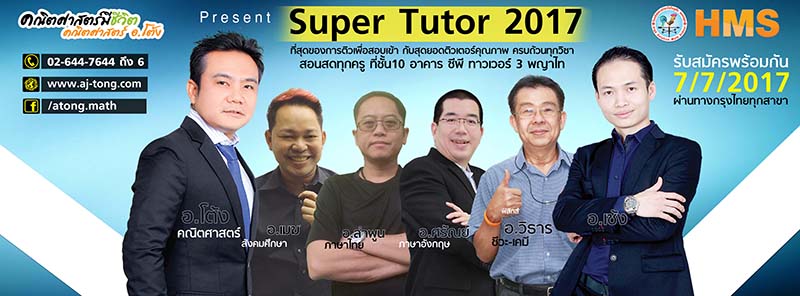 คณิตศาสตร์มีชีวิต
คณิตศาสตร์ อ.โต้ง
02-644-7644 ถึง 6
www.aj-tong.com
/atong.math
Present
Super Tutor 2017
ที่สุดของการติวเพื่อสอบเข้า กับสุดยอดติวเตอร์คุณภาพ ครบถ้วนทุกวิชา
สอนสดทุกครู ที่ชั้น10 อาคาร ซีพี ทาวเวอร์ 3 พญาไท
HMS
รับสมัครพร้อมกัน
7/7/2017
ผ่านทางกรุงไทยทุกสาขา
อ.โต้ง
คณิตศาสตร์
อ.เมฆ
สังคมศึกษา
อ.ลำพูน
ภาษาไทย
อ.ศรัณย์
ภาษาอังกฤษ
อ.วิธาร
ชีวะ-เคมี
อ.เช้ง
ฟิสิกส์